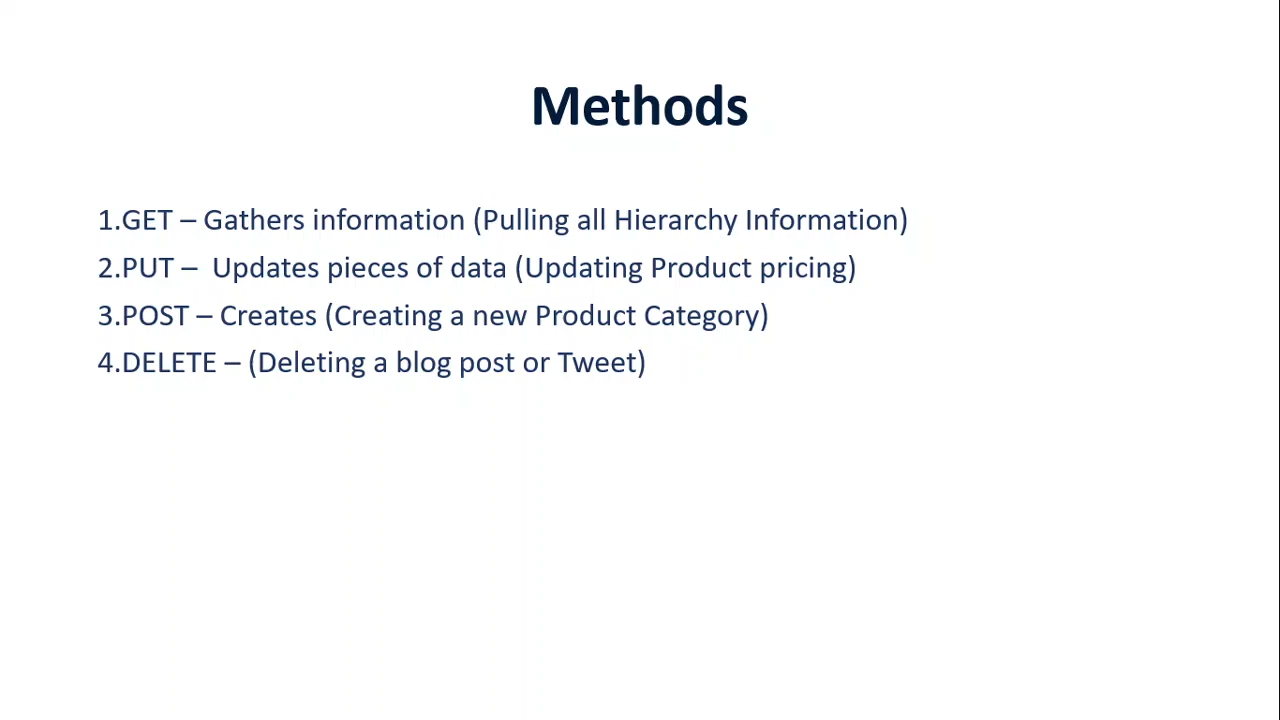 Methods
1.GET – Gathers information (Pulling all Hierarchy Information)
2.PUT –  Updates pieces of data (Updating Product pricing)
3.POST – Creates (Creating a new Product Category)
4.DELETE – (Deleting a blog post or Tweet)